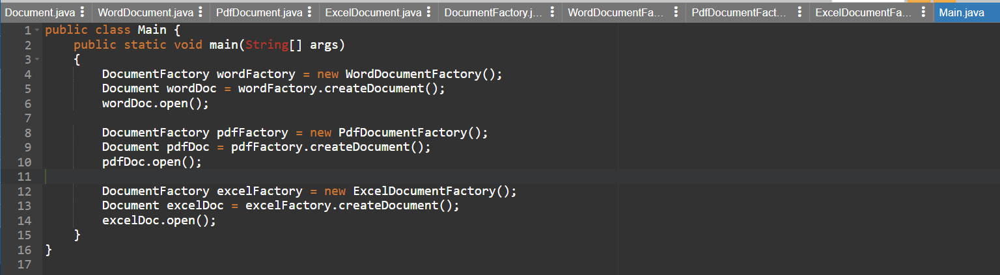 Document.java WordDocument.java PdfDocument.java ExcelDocument.java DocumentFactory.j... WordDocumentFa... PdfDocumentFact... ExcelDocumentFa... Main.java
1 public class Main {
2     public static void main(String[] args)
3     {
4         DocumentFactory wordFactory = new WordDocumentFactory();
5         Document wordDoc = wordFactory.createDocument();
6         wordDoc.open();
7
8         DocumentFactory pdfFactory = new PdfDocumentFactory();
9         Document pdfDoc = pdfFactory.createDocument();
10         pdfDoc.open();
11
12         DocumentFactory excelFactory = new ExcelDocumentFactory();
13         Document excelDoc = excelFactory.createDocument();
14         excelDoc.open();
15     }
16 }
17